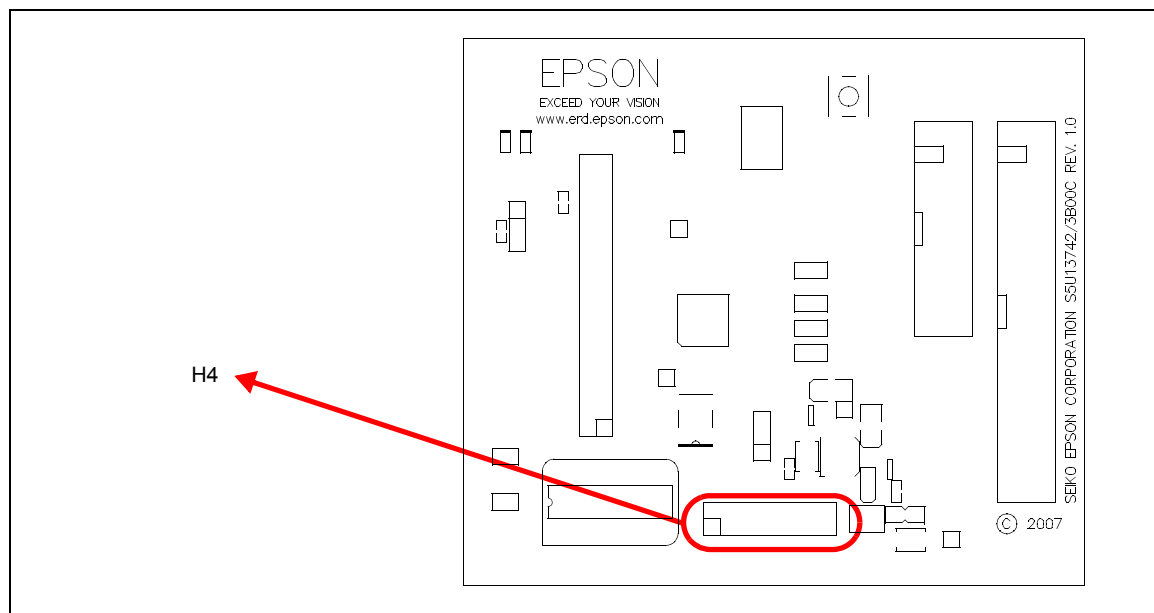 EPSON
EXCEED YOUR VISION
www.erd.epson.com
SEIKO EPSON CORPORATION S5U13742/3B00C REV. 1.0
H4
© 2007